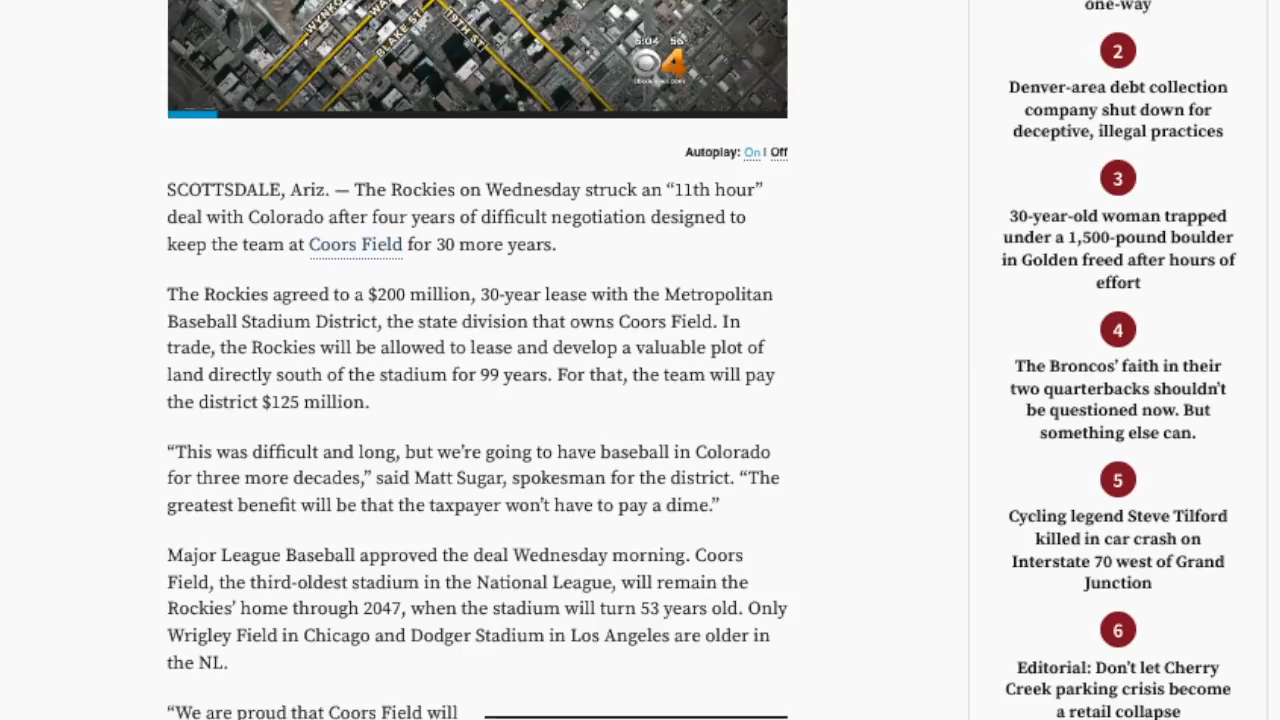 WYNKO
WA
BLAKE ST
19TH ST
5:04 56°
4
Autoplay: On | Off
SCOTTSDALE, Ariz. — The Rockies on Wednesday struck an “11th hour”
deal with Colorado after four years of difficult negotiation designed to
keep the team at Coors Field for 30 more years.
The Rockies agreed to a $200 million, 30-year lease with the Metropolitan
Baseball Stadium District, the state division that owns Coors Field. In
trade, the Rockies will be allowed to lease and develop a valuable plot of
land directly south of the stadium for 99 years. For that, the team will pay
the district $125 million.
“This was difficult and long, but we’re going to have baseball in Colorado
for three more decades,” said Matt Sugar, spokesman for the district. “The
greatest benefit will be that the taxpayer won’t have to pay a dime.”
Major League Baseball approved the deal Wednesday morning. Coors
Field, the third-oldest stadium in the National League, will remain the
Rockies’ home through 2047, when the stadium will turn 53 years old. Only
Wrigley Field in Chicago and Dodger Stadium in Los Angeles are older in
the NL.
“We are proud that Coors Field will
one-way
2
Denver-area debt collection
company shut down for
deceptive, illegal practices
3
30-year-old woman trapped
under a 1,500-pound boulder
in Golden freed after hours of
effort
4
The Broncos’ faith in their
two quarterbacks shouldn’t
be questioned now. But
something else can.
5
Cycling legend Steve Tilford
killed in car crash on
Interstate 70 west of Grand
Junction
6
Editorial: Don’t let Cherry
Creek parking crisis become
a retail collapse